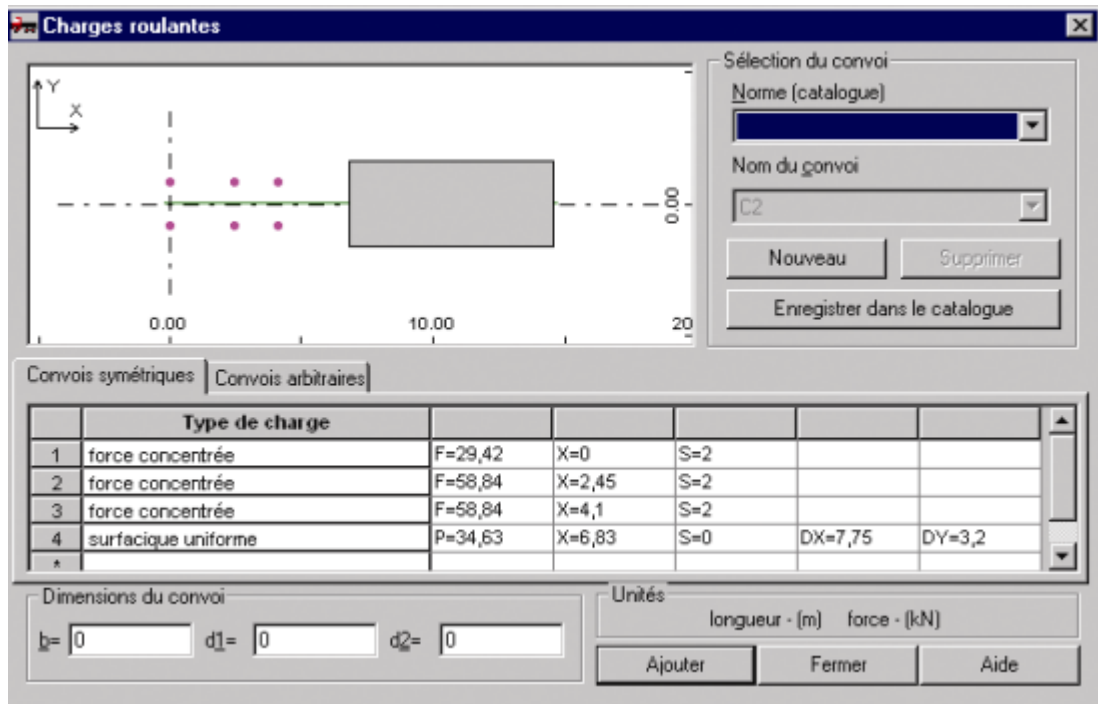 Charges roulantes
Y
X
0.00
0.00
10.00
20
Sélection du convoi
Norme (catalogue)
Nom du convoi
C2
Nouveau
Supprimer
Enregistrer dans le catalogue
Convois symétriques
Convois arbitraires
Type de charge
1 force concentrée F=29,42 X=0 S=2
2 force concentrée F=58,84 X=2,45 S=2
3 force concentrée F=58,84 X=4,1 S=2
4 surfacique uniforme P=34,63 X=6,83 S=0 DX=7,75 DY=3,2
*
Dimensions du convoi
b= 0 d1= 0 d2= 0
Unités
longueur - (m) force - (kN)
Ajouter
Fermer
Aide